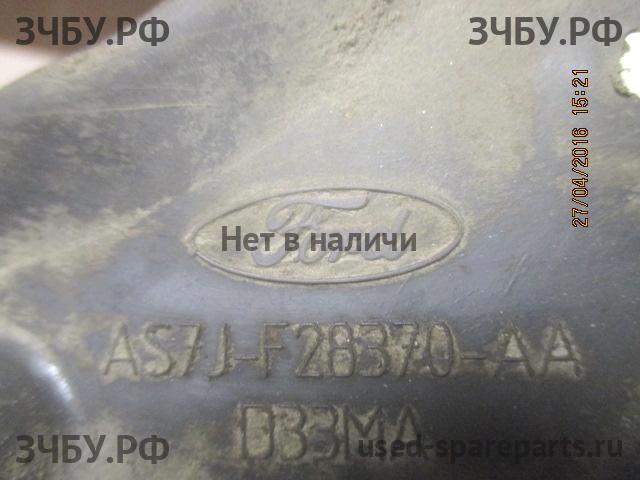 ЗЧБУ.РФ ЗЧБУ.РФ
27/04/2016 15:21
Ford
Нет в наличи
AS7J-F28370-AA
D33MA
ЗЧБУ.РФ used-spareparts.ru